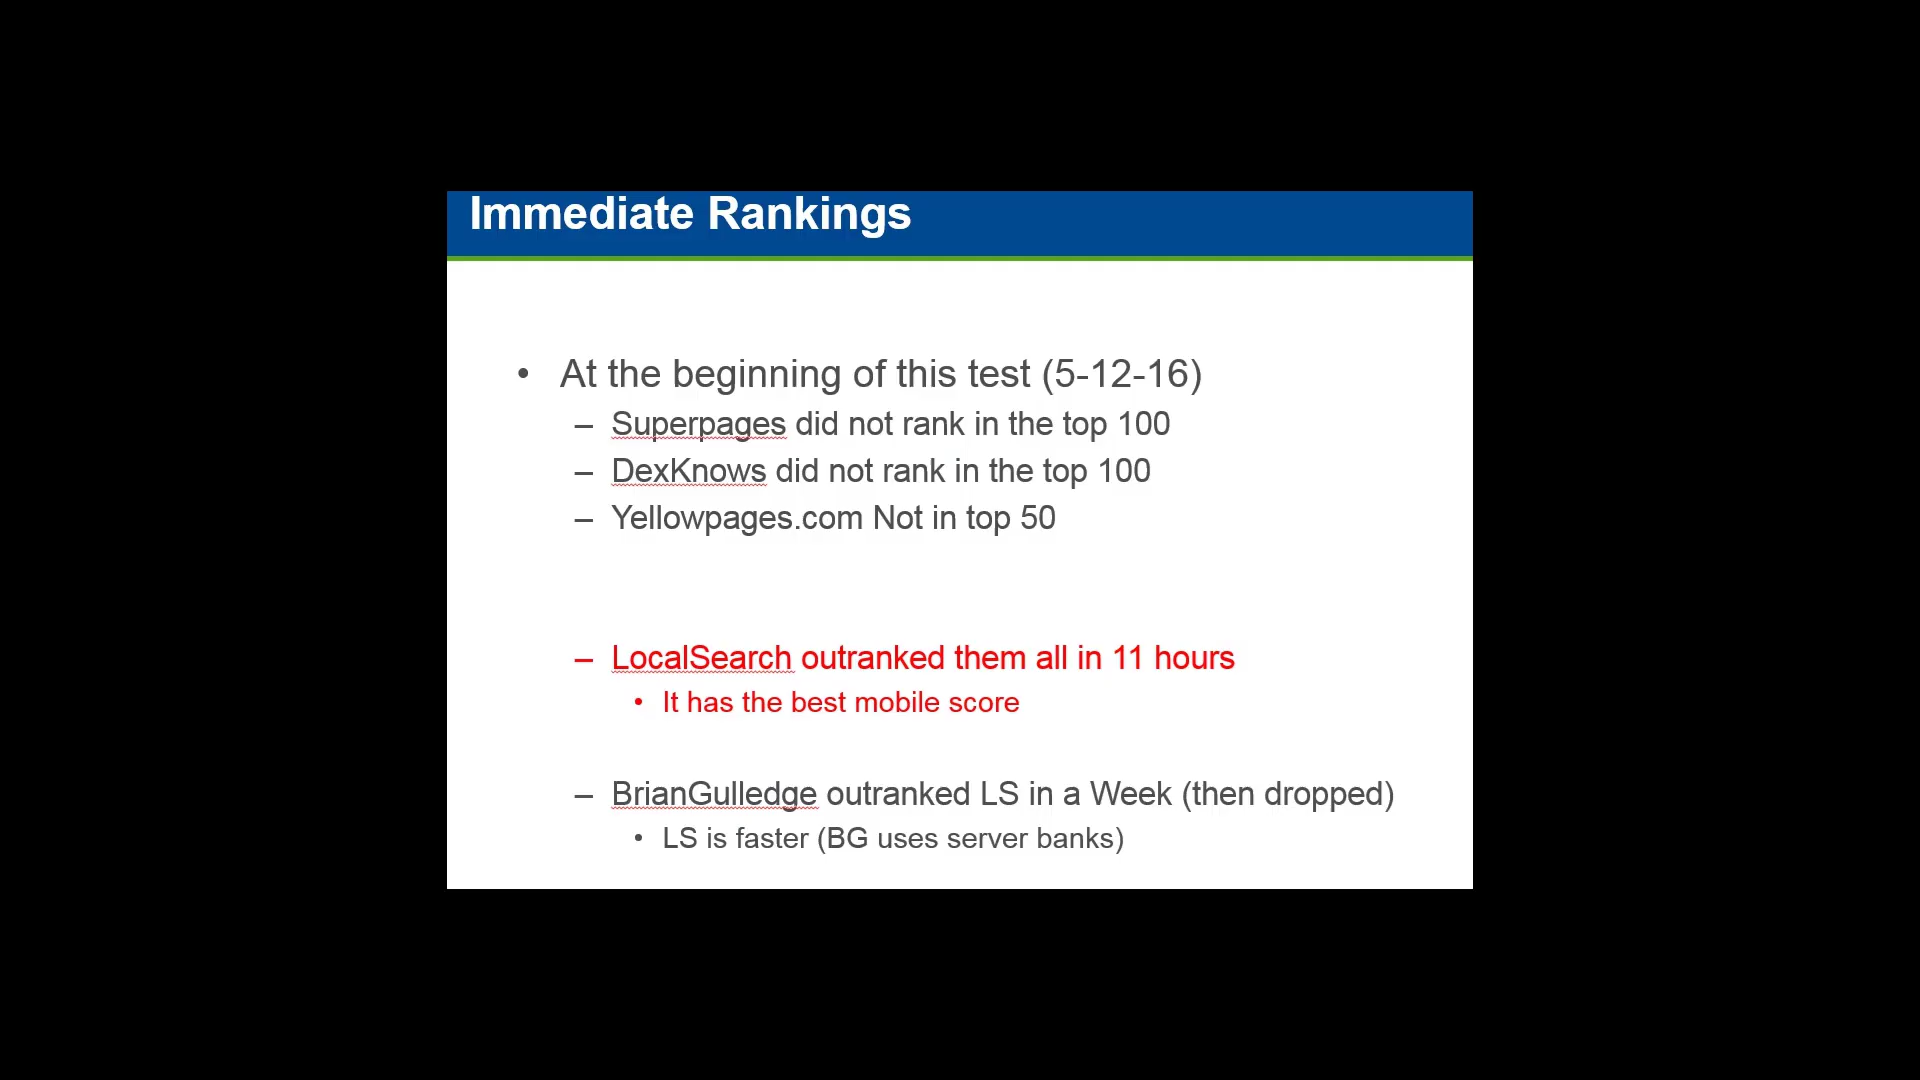 Immediate Rankings
• At the beginning of this test (5-12-16)
– Superpages did not rank in the top 100
– DexKnows did not rank in the top 100
– Yellowpages.com Not in top 50
– LocalSearch outranked them all in 11 hours
• It has the best mobile score
– BrianGulledge outranked LS in a Week (then dropped)
• LS is faster (BG uses server banks)